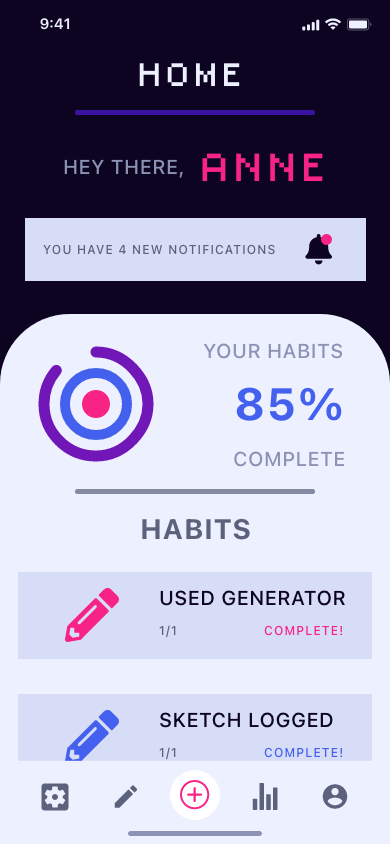 9:41
HOME
HEY THERE, ANNE
YOU HAVE 4 NEW NOTIFICATIONS
YOUR HABITS
85%
COMPLETE
HABITS
USED GENERATOR
1/1 COMPLETE!
SKETCH LOGGED
1/1 COMPLETE!